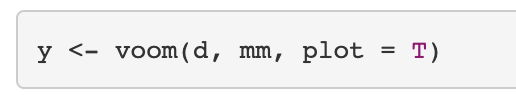 y <- voom(d, mm, plot = T)